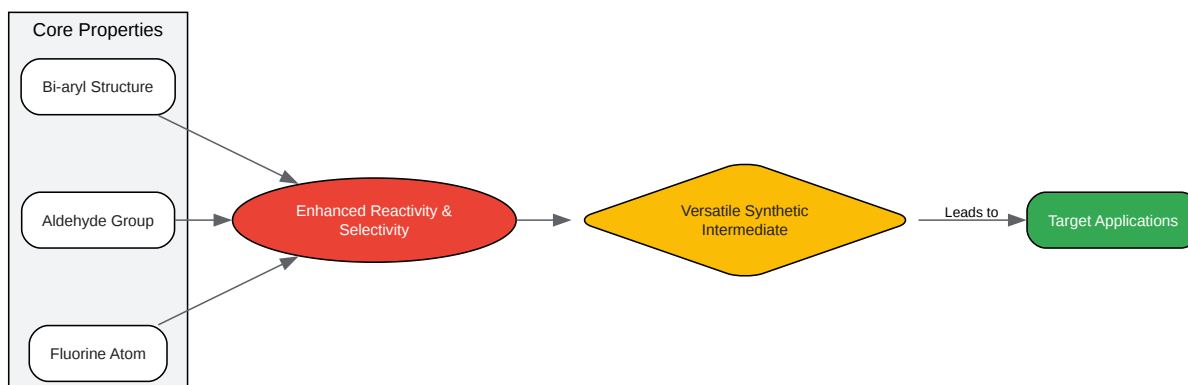 Core Properties
Bi-aryl Structure
Aldehyde Group
Fluorine Atom
Enhanced Reactivity &
Selectivity
Versatile Synthetic
Intermediate
Leads to
Target Applications